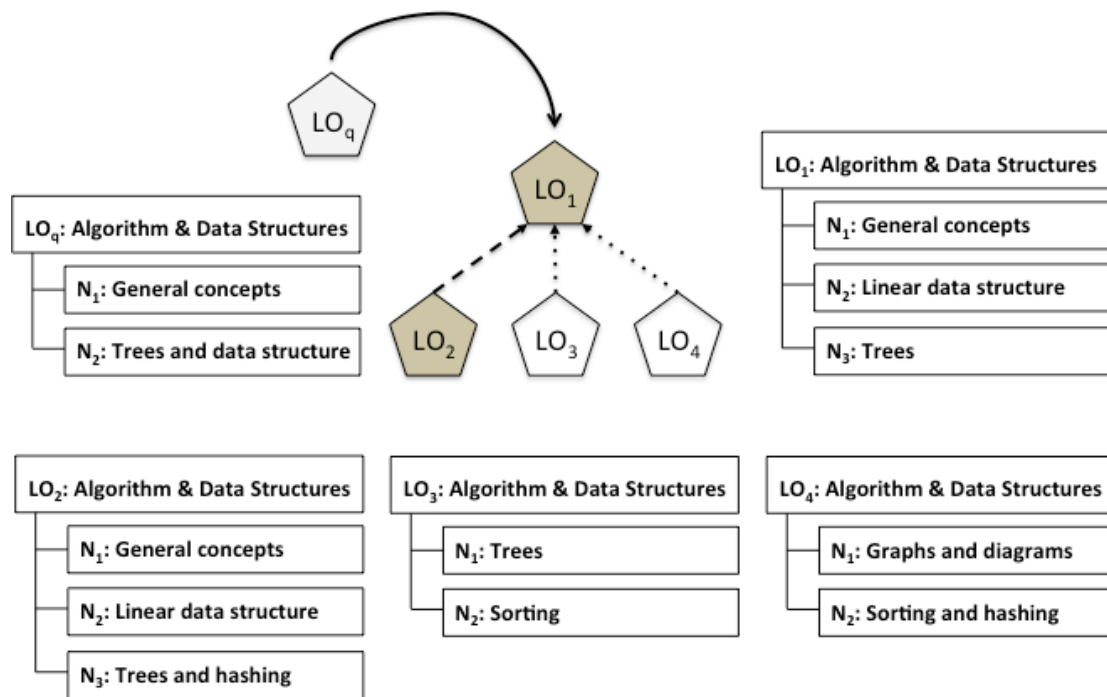 LOq
LO1
LO2
LO3
LO4
LOq: Algorithm & Data Structures
N1: General concepts
N2: Trees and data structure
LO1: Algorithm & Data Structures
N1: General concepts
N2: Linear data structure
N3: Trees
LO2: Algorithm & Data Structures
N1: General concepts
N2: Linear data structure
N3: Trees and hashing
LO3: Algorithm & Data Structures
N1: Trees
N2: Sorting
LO4: Algorithm & Data Structures
N1: Graphs and diagrams
N2: Sorting and hashing